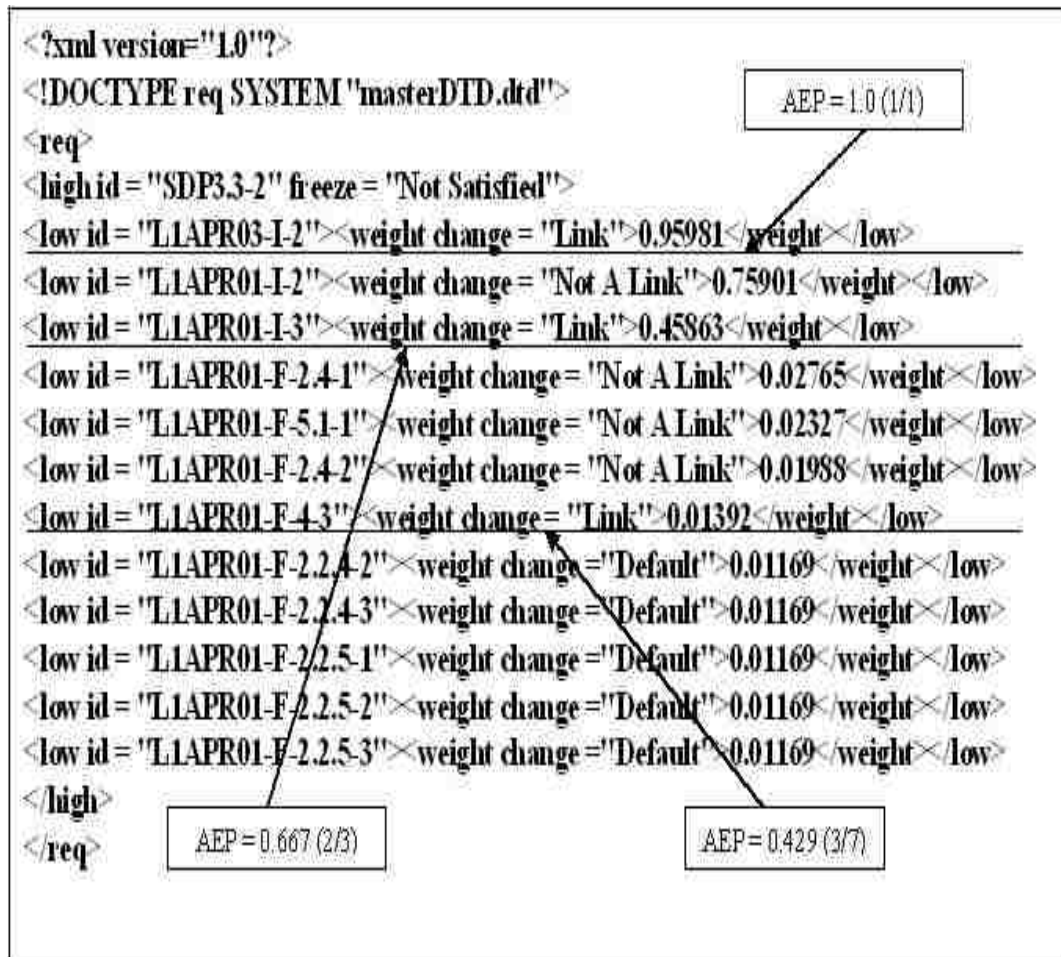 <?xml version="1.0"?>
<!DOCTYPE req SYSTEM "masterDTD.dtd">
AEP = 1.0 (1/1)
<req>
<high id = "SDP3.3-2" freeze = "Not Satisfied">
<low id = "L1APR03-I-2"><weight change = "Link">0.95981</weight></low>
<low id = "L1APR01-I-2"><weight change = "Not A Link">0.75901</weight></low>
<low id = "L1APR01-I-3"><weight change = "Link">0.45863</weight></low>
<low id = "L1APR01-F-2.4-1"><weight change = "Not A Link">0.02765</weight></low>
<low id = "L1APR01-F-5.1-1"><weight change = "Not A Link">0.02327</weight></low>
<low id = "L1APR01-F-2.4-2"><weight change = "Not A Link">0.01988</weight></low>
<low id = "L1APR01-F-4-3"><weight change = "Link">0.01392</weight></low>
<low id = "L1APR01-F-2.2.4-2"><weight change ="Default">0.01169</weight></low>
<low id = "L1APR01-F-2.2.4-3"><weight change ="Default">0.01169</weight></low>
<low id = "L1APR01-F-2.2.5-1"><weight change ="Default">0.01169</weight></low>
<low id = "L1APR01-F-2.2.5-2"><weight change ="Default">0.01169</weight></low>
<low id = "L1APR01-F-2.2.5-3"><weight change ="Default">0.01169</weight></low>
</high>
</req>
AEP = 0.667 (2/3)
AEP = 0.429 (3/7)